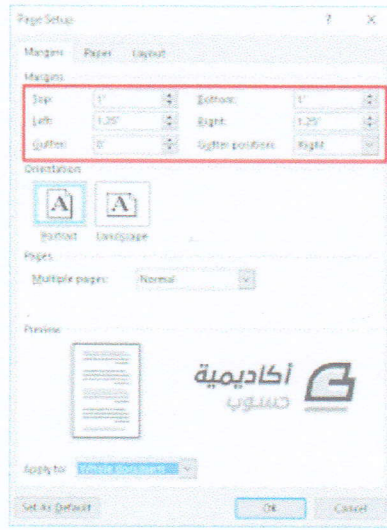 Page Setup ? X
Margins Paper Layout
Margins
Top: 1" Bottom: 1"
Left: 1.25" Right: 1.25"
Gutter: 0" Gutter position: Right
Orientation
A A
Portrait Landscape
Pages
Multiple pages: Normal
Preview
أكاديمية
حسوب
Apply to: Whole document
Set As Default OK Cancel